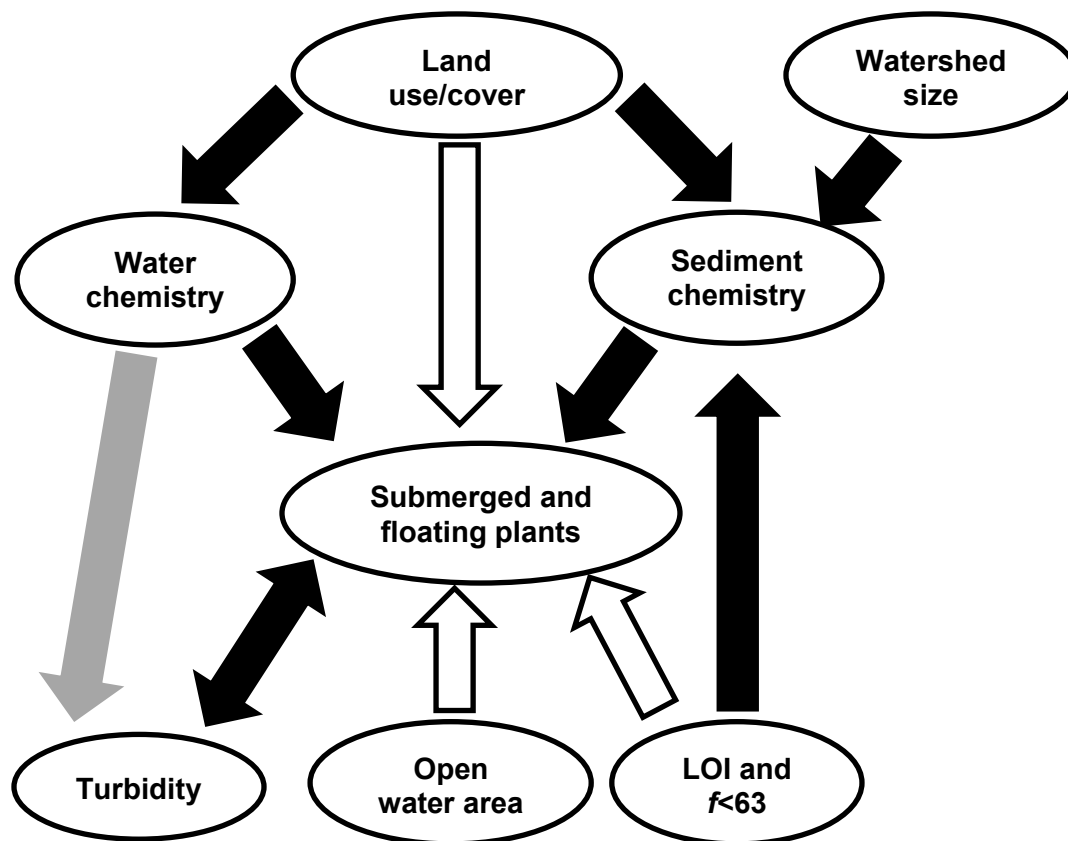 Land
use/cover
Watershed
size
Water
chemistry
Sediment
chemistry
Submerged and
floating plants
Turbidity
Open
water area
LOI and
f<63